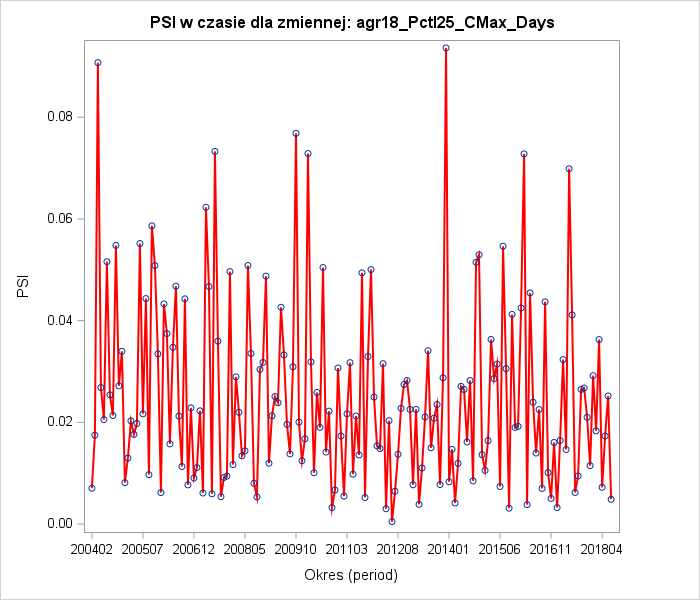 PSI w czasie dla zmiennej: agr18_Pctl25_CMax_Days
0.08
0.06
0.04
0.02
0.00
PSI
200402 200507 200612 200805 200910 201103 201208 201401 201506 201611 201804
Okres (period)